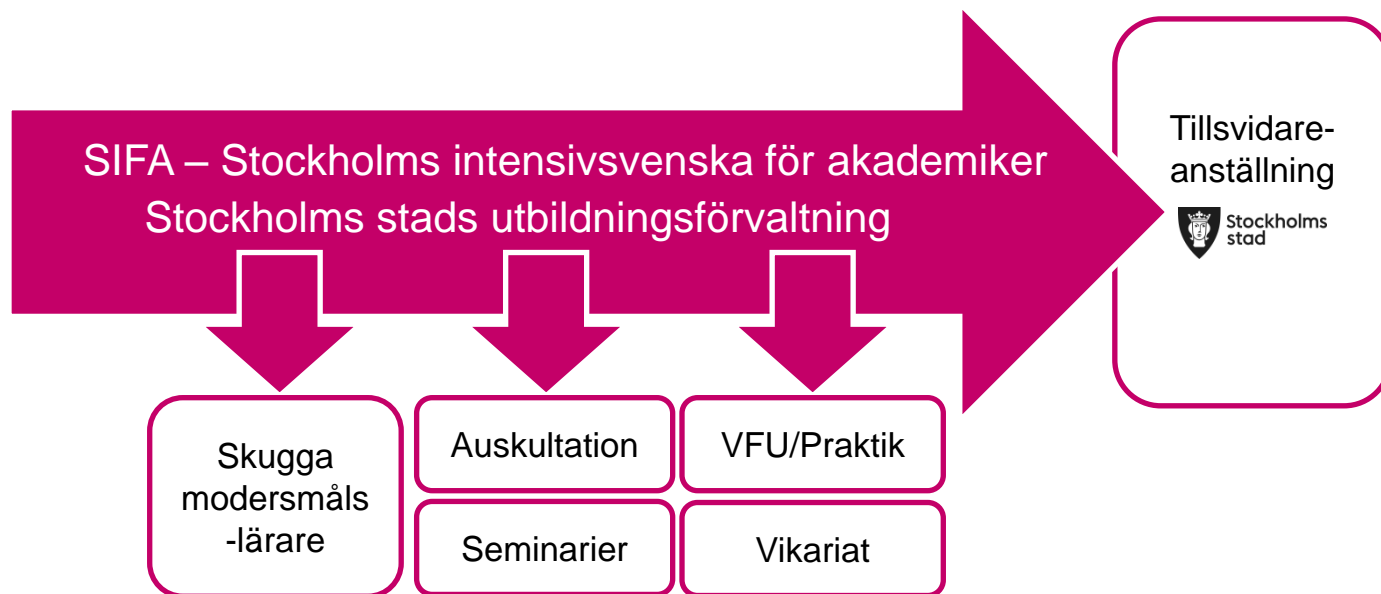 SIFA – Stockholms intensivsvenska för akademiker
Stockholms stads utbildningsförvaltning
Tillsvidare-
anställning
Stockholms
stad
Skugga
modersmåls
-lärare
Auskultation
Seminarier
VFU/Praktik
Vikariat